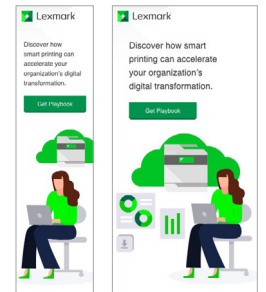 Lexmark
Discover how
smart printing can
accelerate your
organization's digital
transformation.
Get Playbook
Lexmark
Discover how smart
printing can accelerate
your organization's
digital transformation.
Get Playbook